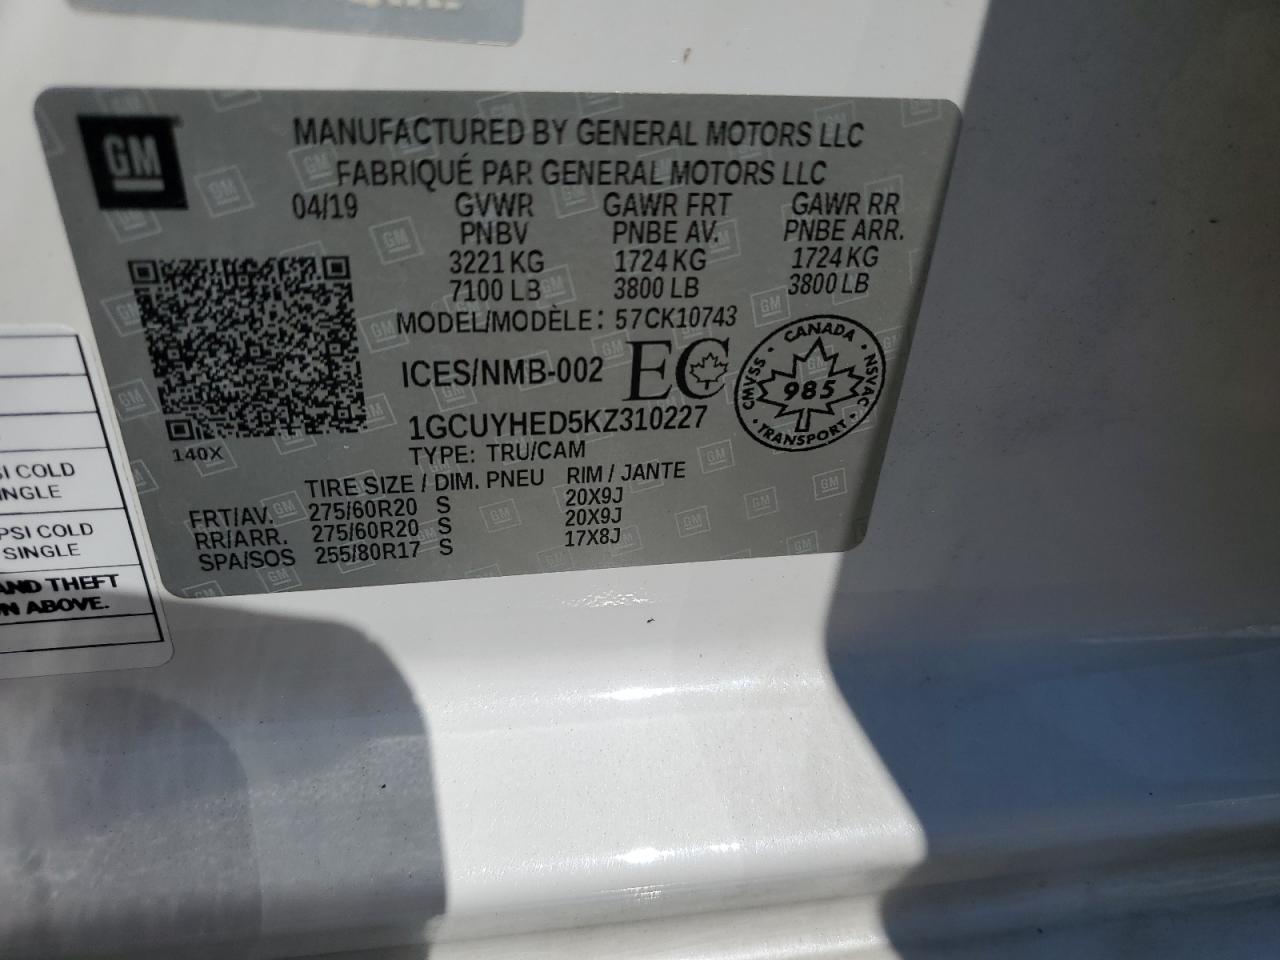 GM
MANUFACTURED BY GENERAL MOTORS LLC
FABRIQUÉ PAR GENERAL MOTORS LLC
04/19 GVWR GAWR FRT GAWR RR
PNBV PNBE AV. PNBE ARR.
3221 KG 1724 KG 1724 KG
7100 LB 3800 LB 3800 LB
MODEL/MODÈLE: 57CK10743
ICES/NMB-002 EC
CANADA
CMVSS 985 NSVAC
TRANSPORT
1GCUYHED5KZ310227
140X TYPE: TRU/CAM
TIRE SIZE / DIM. PNEU RIM / JANTE
FRT/AV. 275/60R20 S 20X9J
RR/ARR. 275/60R20 S 20X9J
SPA/SOS 255/80R17 S 17X8J
SI COLD
INGLE
PSI COLD
SINGLE
AND THEFT
WN ABOVE.